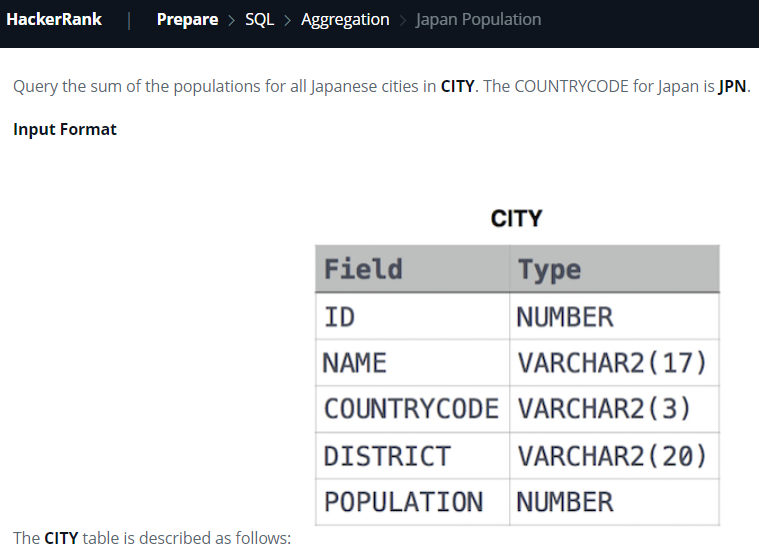 HackerRank | Prepare > SQL > Aggregation > Japan Population
Query the sum of the populations for all Japanese cities in CITY. The COUNTRYCODE for Japan is JPN.
Input Format
CITY
Field Type
ID NUMBER
NAME VARCHAR2(17)
COUNTRYCODE VARCHAR2(3)
DISTRICT VARCHAR2(20)
POPULATION NUMBER
The CITY table is described as follows: